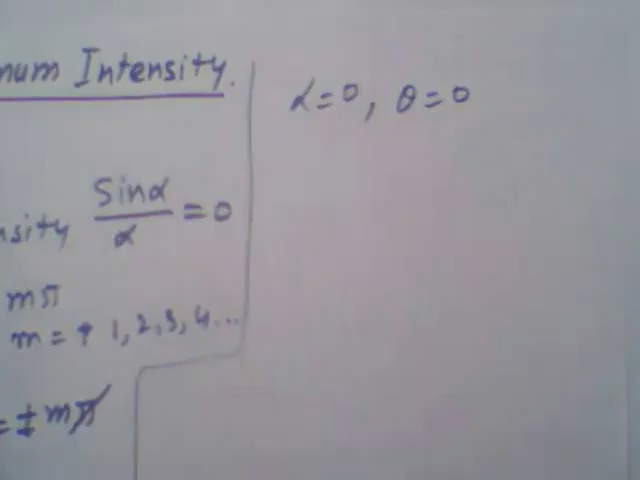 Intensity.
α=0, θ=0
sinα/α = 0
mπ
m = ± 1, 2, 3, 4...
= ± mπ